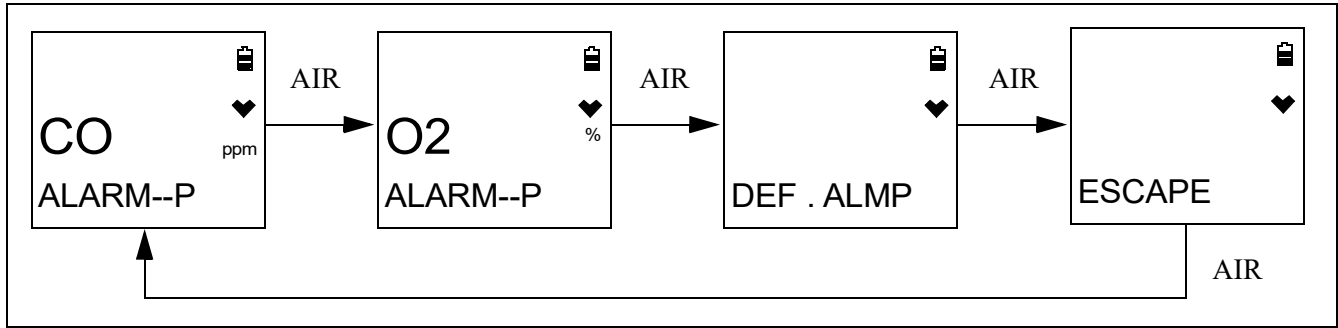 CO
ppm
ALARM--P
AIR
O2
%
ALARM--P
AIR
DEF . ALMP
AIR
ESCAPE
AIR